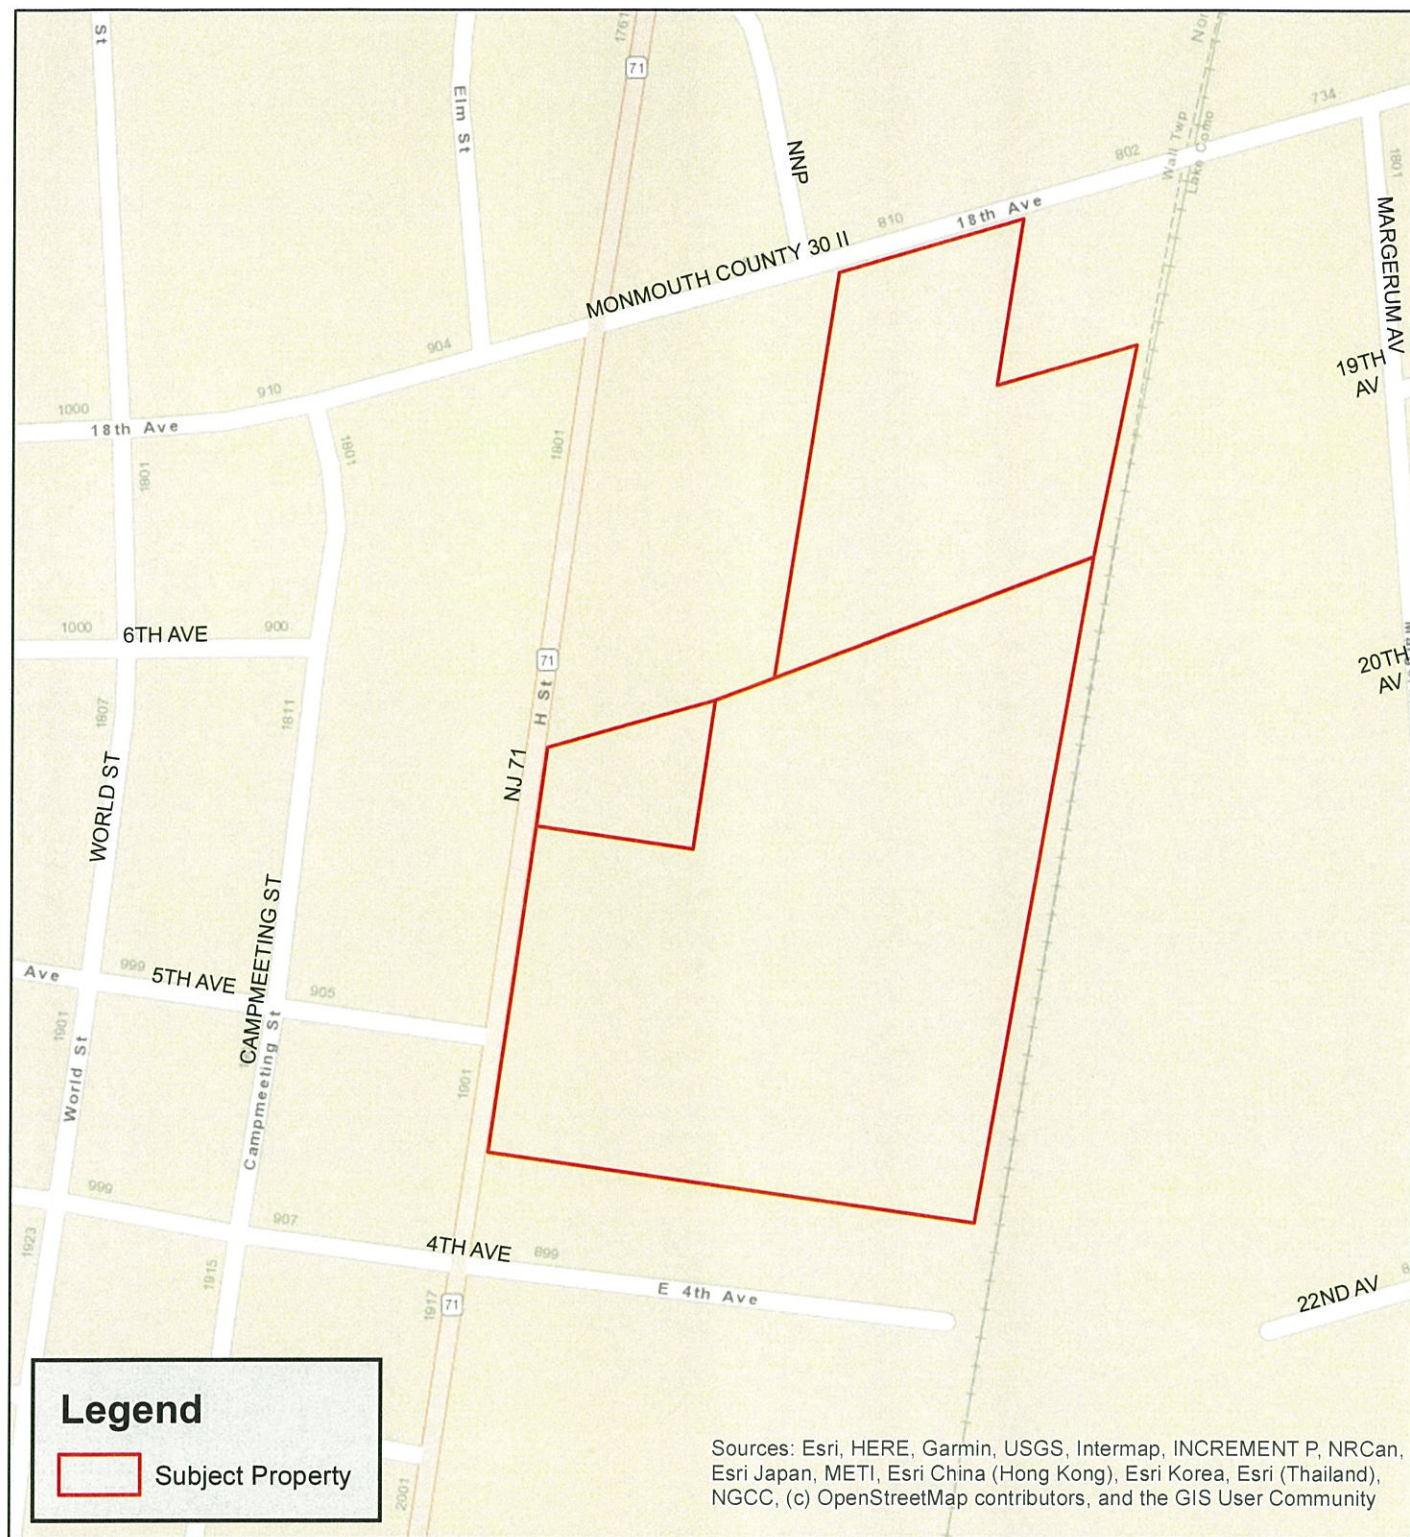 St
1761
71
Elm St
NNP
Wall Twp
Lake Como
734
802
1801
810
18th Ave
MARGERUM AV
MONMOUTH COUNTY 30 II
904
19TH
AV
910
1000
18th Ave
1801
1801
1801
1000
6TH AVE
900
71
20TH
AV
H St
1807
1811
NJ 71
WORLD ST
CAMPMEETING ST
Ave
999
5TH AVE
905
1901
World St
Campmeeting St
1901
999
907
4TH AVE
899
E 4th Ave
1923
1915
1917
71
22ND AV
Legend
Subject Property
2001
Sources: Esri, HERE, Garmin, USGS, Intermap, INCREMENT P, NRCan,
Esri Japan, METI, Esri China (Hong Kong), Esri Korea, Esri (Thailand),
NGCC, (c) OpenStreetMap contributors, and the GIS User Community